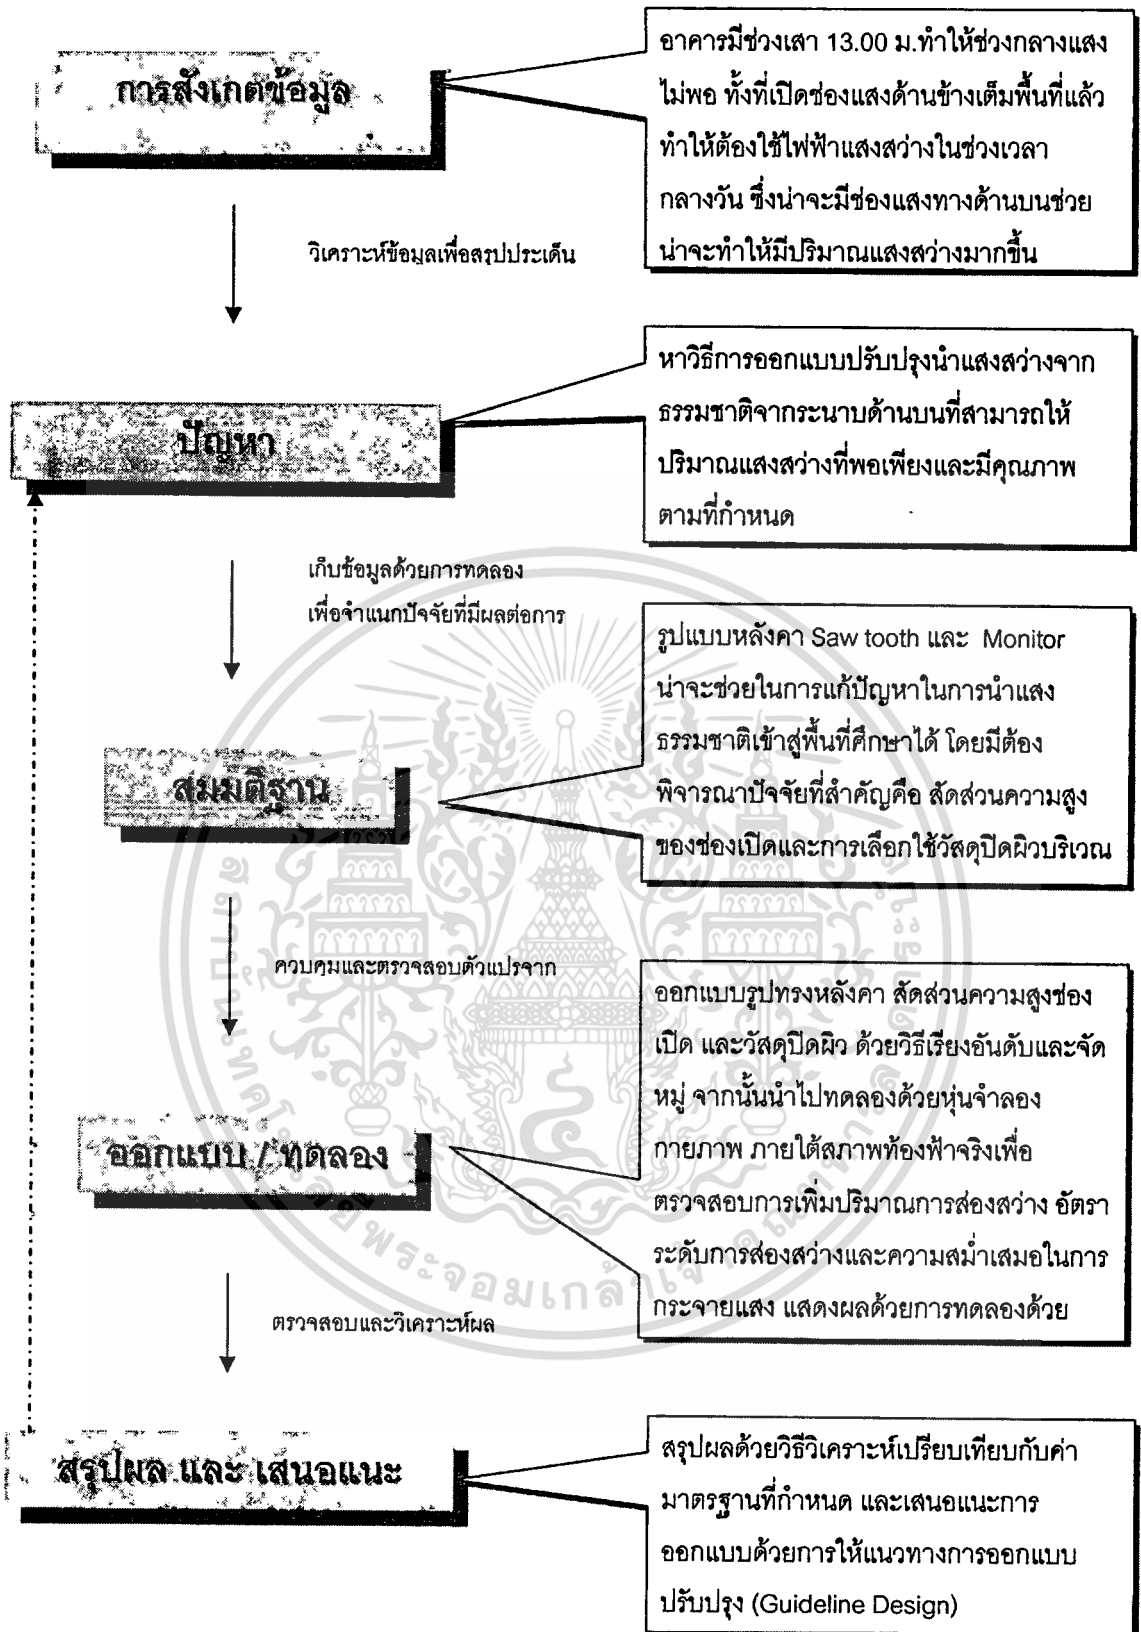 การสังเกตข้อมูล
อาคารมีช่วงเสา 13.00 ม.ทำให้ช่วงกลางแสง
ไม่พอ ทั้งที่เปิดช่องแสงด้านข้างเต็มพื้นที่แล้ว
ทำให้ต้องใช้ไฟฟ้าแสงสว่างในช่วงเวลา
กลางวัน ซึ่งน่าจะมีช่องแสงทางด้านบนช่วย
น่าจะทำให้มีปริมาณแสงสว่างมากขึ้น
วิเคราะห์ข้อมูลเพื่อสรุปประเด็น
ปัญหา
หาวิธีการออกแบบปรับปรุงนำแสงสว่างจาก
ธรรมชาติจากระนาบด้านบนที่สามารถให้
ปริมาณแสงสว่างที่พอเพียงและมีคุณภาพ
ตามที่กำหนด
เก็บข้อมูลด้วยการทดลอง
เพื่อจำแนกปัจจัยที่มีผลต่อการ
สมมติฐาน
รูปแบบหลังคา Saw tooth และ Monitor
น่าจะช่วยในการแก้ปัญหาในการนำแสง
ธรรมชาติเข้าสู่พื้นที่ศึกษาได้ โดยมีต้อง
พิจารณาปัจจัยที่สำคัญคือ สัดส่วนความสูง
ของช่องเปิดและการเลือกใช้วัสดุปิดผิวบริเวณ
ควบคุมและตรวจสอบตัวแปรจาก
ออกแบบ / ทดลอง
ออกแบบรูปทรงหลังคา สัดส่วนความสูงช่อง
เปิด และวัสดุปิดผิว ด้วยวิธีเรียงอันดับและจัด
หมู่ จากนั้นนำไปทดลองด้วยหุ่นจำลอง
กายภาพ ภายใต้สภาพท้องฟ้าจริงเพื่อ
ตรวจสอบการเพิ่มปริมาณการส่องสว่าง อัตรา
ระดับการส่องสว่างและความสม่ำเสมอในการ
กระจายแสง แสดงผลด้วยการทดลองด้วย
ตรวจสอบและวิเคราะห์ผล
สรุปผล และ เสนอแนะ
สรุปผลด้วยวิธีวิเคราะห์เปรียบเทียบกับค่า
มาตรฐานที่กำหนด และเสนอแนะการ
ออกแบบด้วยการให้แนวทางการออกแบบ
ปรับปรุง (Guideline Design)